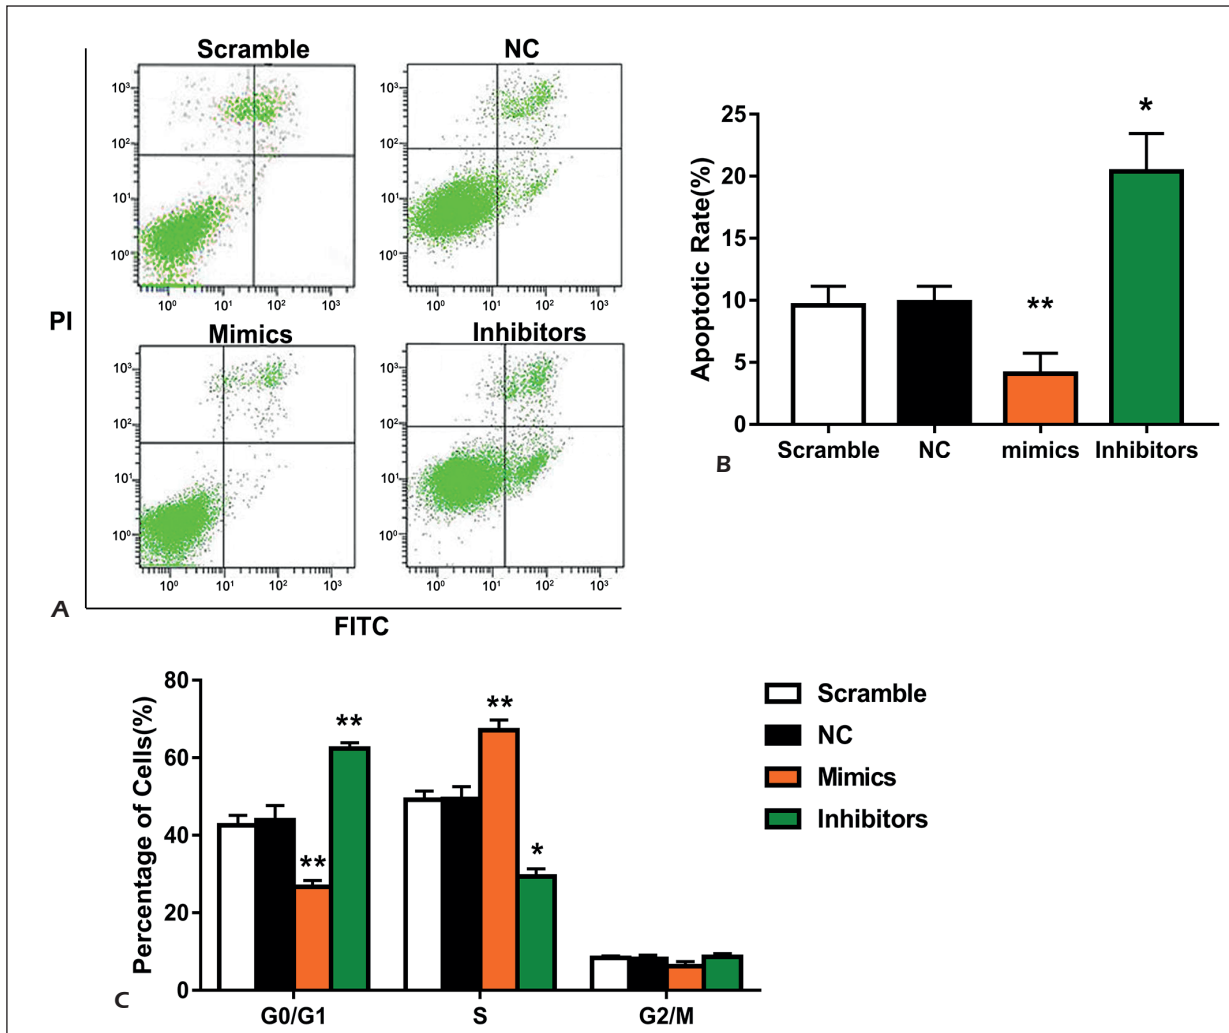 Scramble
NC
10³
10²
10¹
10⁰
10⁰ 10¹ 10² 10³
10³
10²
10¹
10⁰
10⁰ 10¹ 10² 10³
PI
Mimics
Inhibitors
10³
10²
10¹
10⁰
10⁰ 10¹ 10² 10³
10³
10²
10¹
10⁰
10⁰ 10¹ 10² 10³
A
FITC
Apoptotic Rate(%)
25
20
15
10
5
0
**
*
Scramble NC mimics Inhibitors
B
Percentage of Cells(%)
80
60
40
20
0
**
**
**
*
G0/G1 S G2/M
C
Scramble
NC
Mimics
Inhibitors